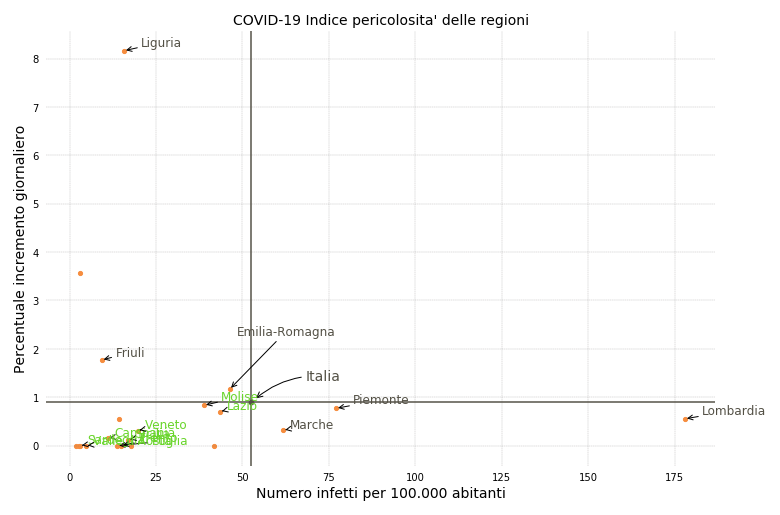 COVID-19 Indice pericolosita' delle regioni
Percentuale incremento giornaliero
8
7
6
5
4
3
2
1
0
Liguria
Friuli
Emilia-Romagna
Italia
Molise
Lazio
Piemonte
Lombardia
Marche
Veneto
0
25
50
75
100
125
150
175
Numero infetti per 100.000 abitanti